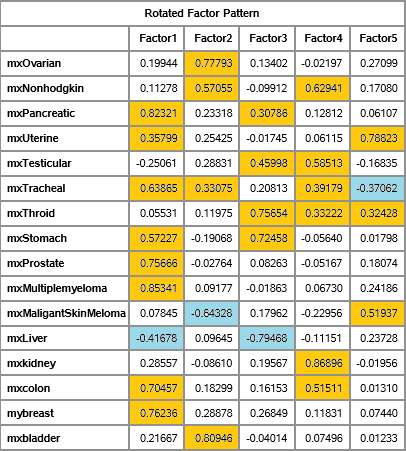 Rotated Factor Pattern
Factor1 Factor2 Factor3 Factor4 Factor5
mxOvarian 0.19944 0.77793 0.13402 -0.02197 0.27099
mxNonhodgkin 0.11278 0.57055 -0.09912 0.62941 0.17080
mxPancreatic 0.82321 0.23318 0.30786 0.12812 0.06107
mxUterine 0.35799 0.25425 -0.01745 0.06115 0.78823
mxTesticular -0.25061 0.28831 0.45998 0.58513 -0.16835
mxTracheal 0.63865 0.33075 0.20813 0.39179 -0.37062
mxThroid 0.05531 0.11975 0.75654 0.33222 0.32428
mxStomach 0.57227 -0.19068 0.72458 -0.05640 0.01798
mxProstate 0.75666 -0.02764 0.08263 -0.05167 0.18074
mxMultiplemyeloma 0.85341 0.09177 -0.01863 0.06730 0.24186
mxMaligantSkinMeloma 0.07845 -0.64328 0.17962 -0.22956 0.51937
mxLiver -0.41678 0.09645 -0.79468 -0.11151 0.23728
mxkidney 0.28557 -0.08610 0.19567 0.86896 -0.01956
mxcolon 0.70457 0.18299 0.16153 0.51511 0.01310
mybreast 0.76236 0.28878 0.26849 0.11831 0.07440
mxbladder 0.21667 0.80946 -0.04014 0.07496 0.01233